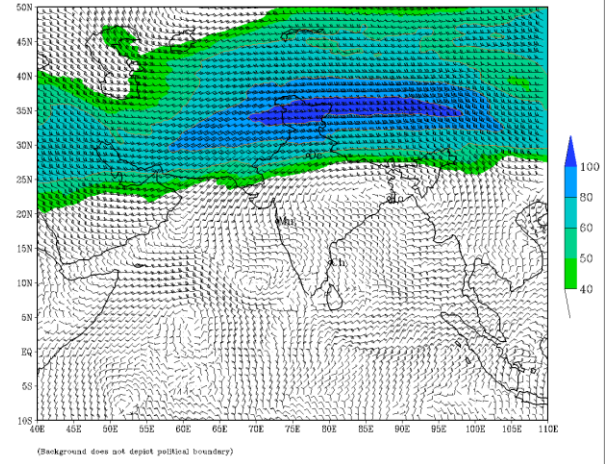 50N
45N
40N
35N
30N
25N
20N
15N
10N
5N
EQ
5S
10S
40E 45E 50E 55E 60E 65E 70E 75E 80E 85E 90E 95E 100E 105E 110E
Mu
Ch
100
80
60
50
40
(Background does not depict political boundary)